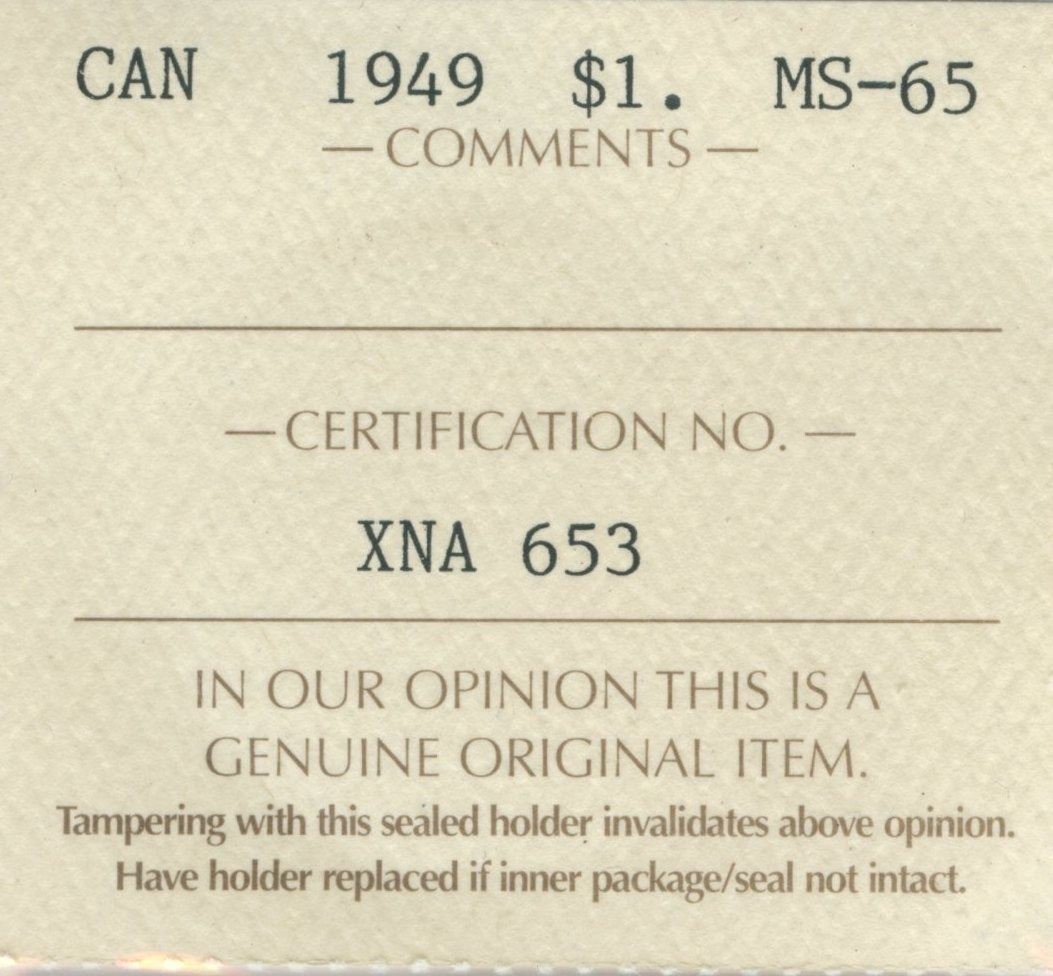 CAN 1949 $1. MS-65
— COMMENTS —
— CERTIFICATION NO. —
XNA 653
IN OUR OPINION THIS IS A
GENUINE ORIGINAL ITEM.
Tampering with this sealed holder invalidates above opinion.
Have holder replaced if inner package/seal not intact.